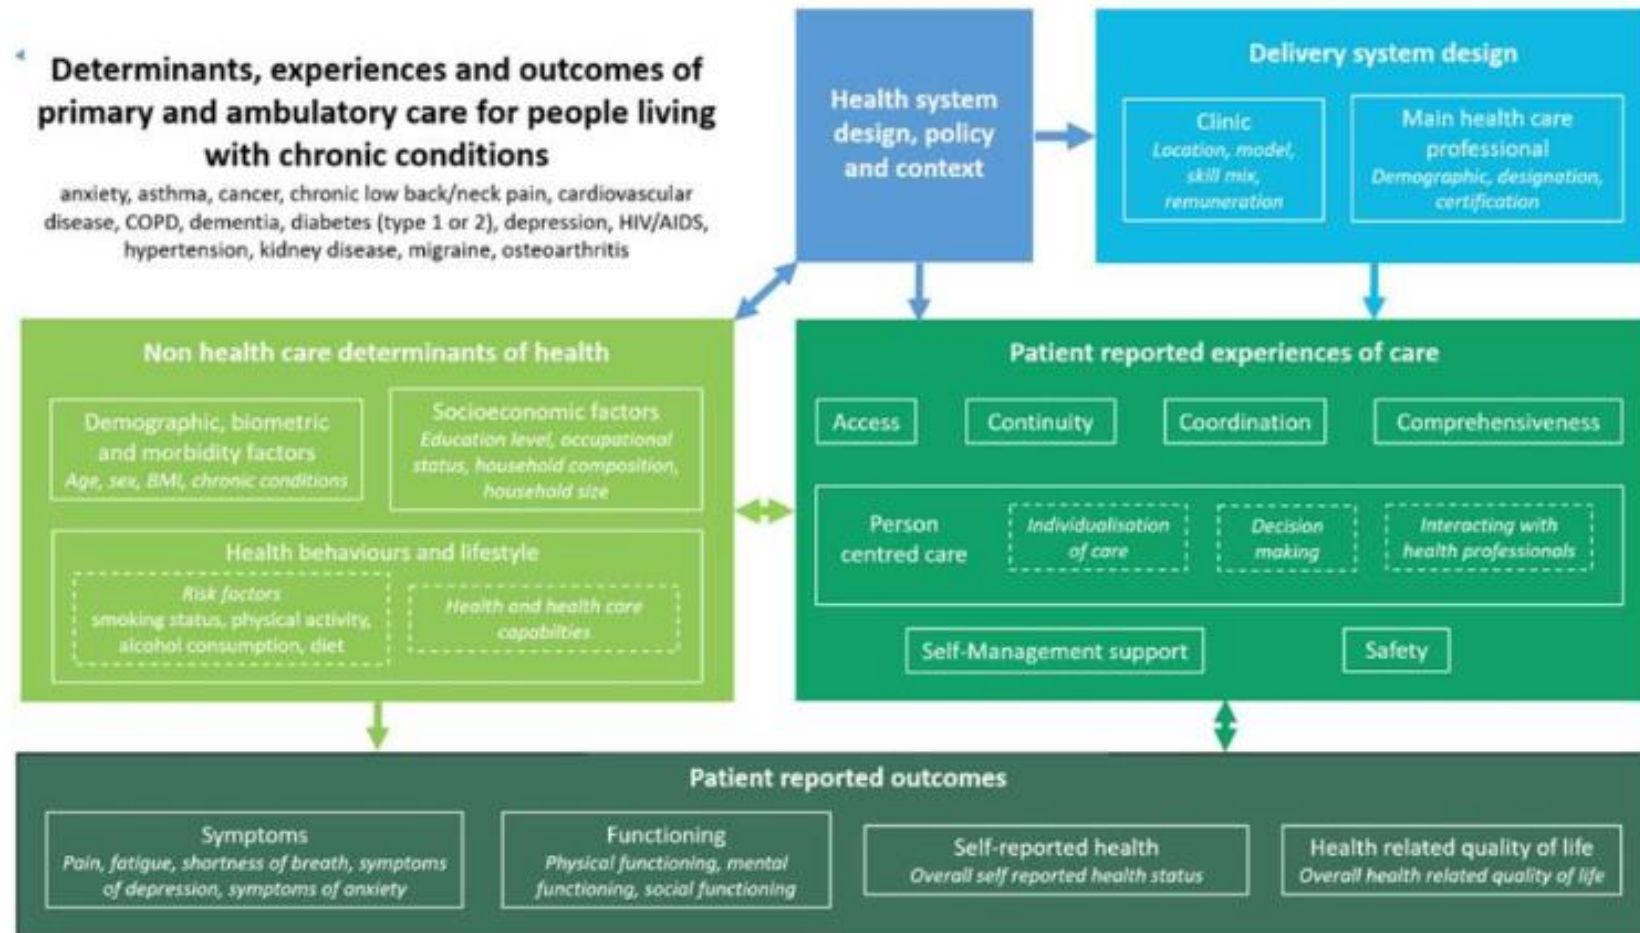 Determinants, experiences and outcomes of
primary and ambulatory care for people living
with chronic conditions
anxiety, asthma, cancer, chronic low back/neck pain, cardiovascular
disease, COPD, dementia, diabetes (type 1 or 2), depression, HIV/AIDS,
hypertension, kidney disease, migraine, osteoarthritis
Health system
design, policy
and context
Delivery system design
Clinic
Location, model,
skill mix,
remuneration
Main health care
professional
Demographic, designation,
certification
Non health care determinants of health
Demographic, biometric
and morbidity factors
Age, sex, BMI, chronic conditions
Socioeconomic factors
Education level, occupational
status, household composition,
household size
Health behaviours and lifestyle
Risk factors
smoking status, physical activity,
alcohol consumption, diet
Health and health care
capabilties
Patient reported experiences of care
Access
Continuity
Coordination
Comprehensiveness
Person
centred care
Individualisation
of care
Decision
making
Interacting with
health professionals
Self-Management support
Safety
Patient reported outcomes
Symptoms
Pain, fatigue, shortness of breath, symptoms
of depression, symptoms of anxiety
Functioning
Physical functioning, mental
functioning, social functioning
Self-reported health
Overall self reported health status
Health related quality of life
Overall health related quality of life